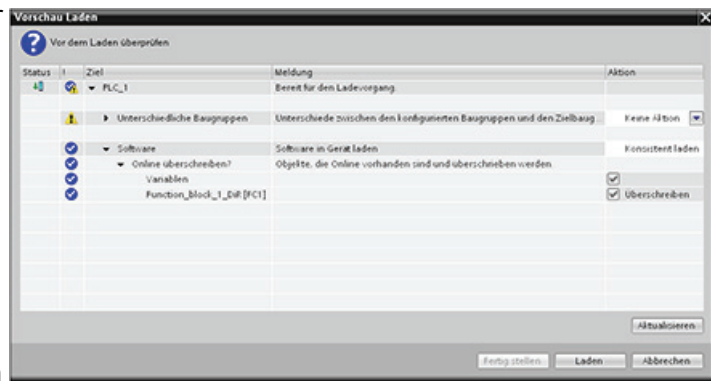 Vorschau Laden
Vor dem Laden überprüfen
Status ! Ziel Meldung Aktion
PLC_1 Bereit für den Ladevorgang.
Unterschiedliche Baugruppen Unterschiede zwischen den konfigurierten Baugruppen und den Zielbaug... Keine Aktion
Software Software in Gerät laden Konsistent laden
Online überschreiben? Objekte, die Online vorhanden sind und überschrieben werden.
Variablen
Function_block_1_DiR [FC1] Überschreiben
Aktualisieren
Fertig stellen Laden Abbrechen